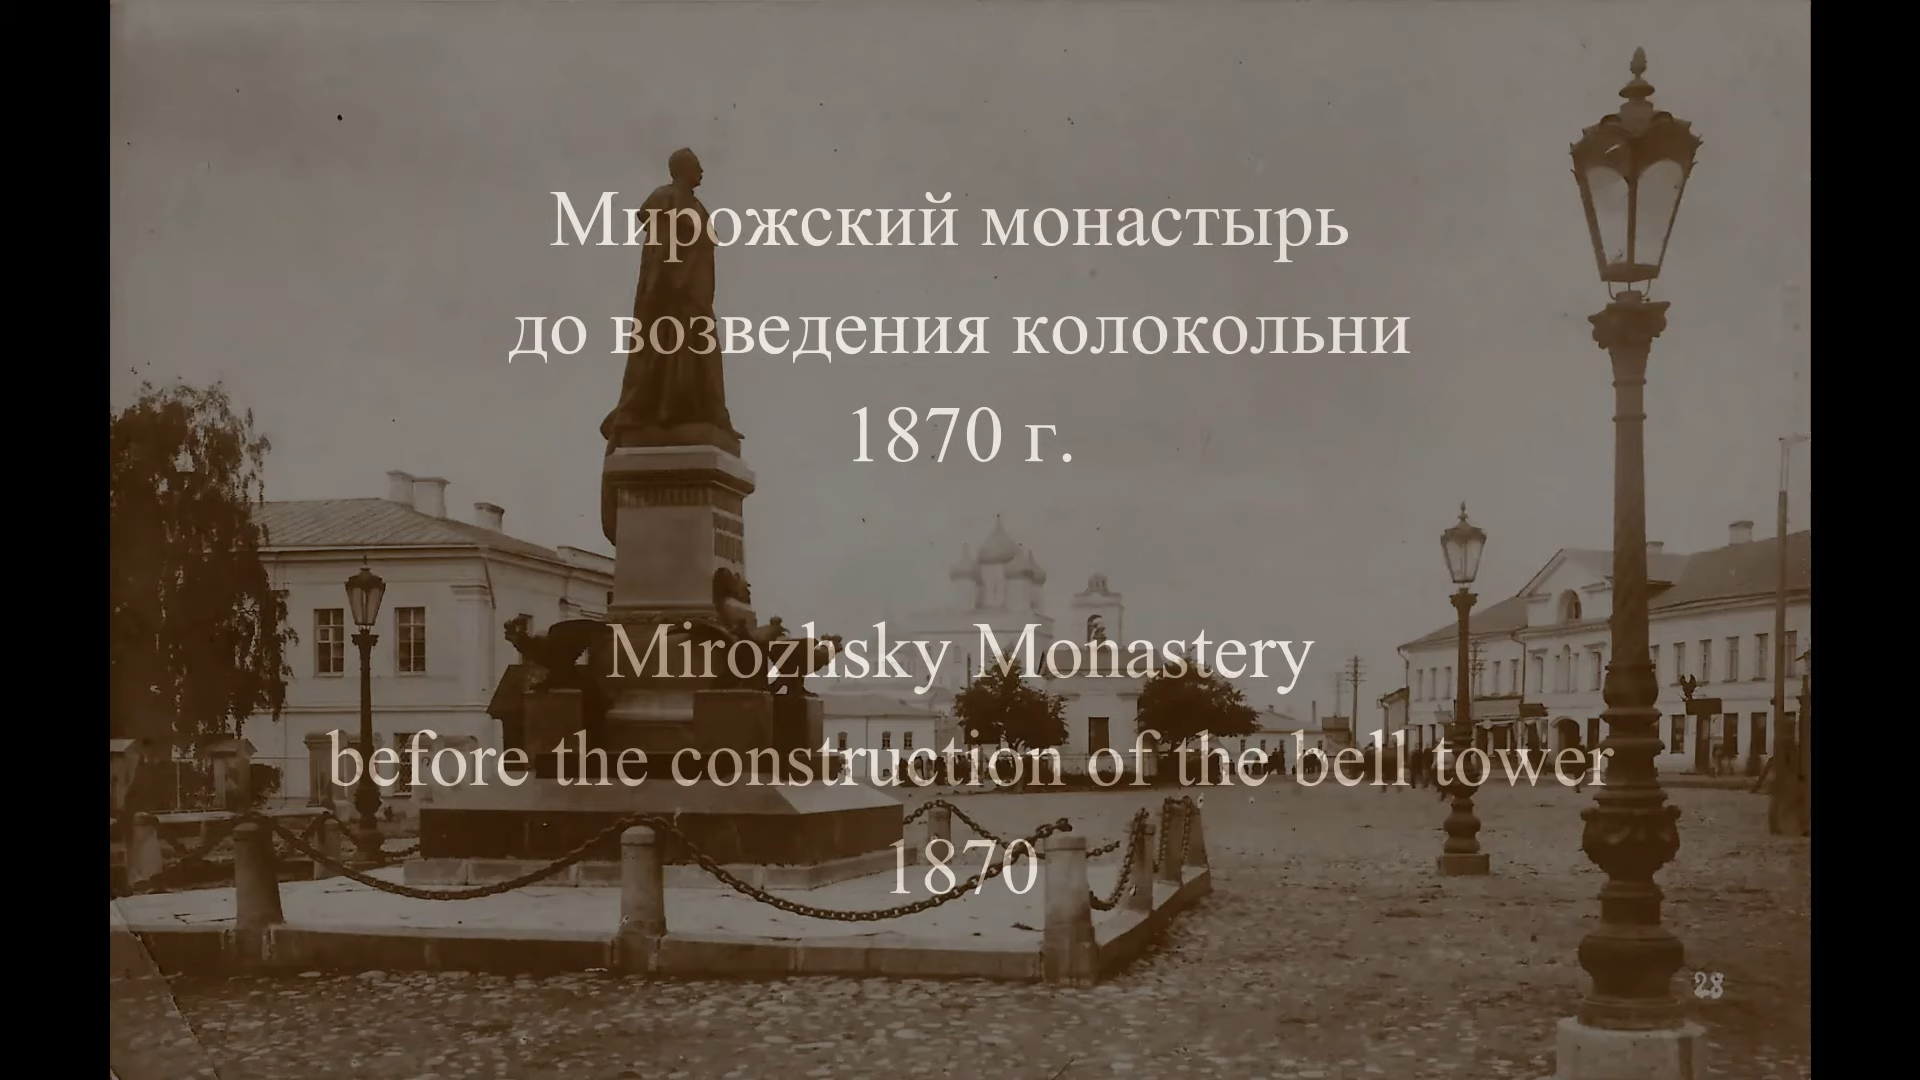 Мирожский монастырь
до возведения колокольни
1870 г.
Mirozhsky Monastery
before the construction of the bell tower
1870
28